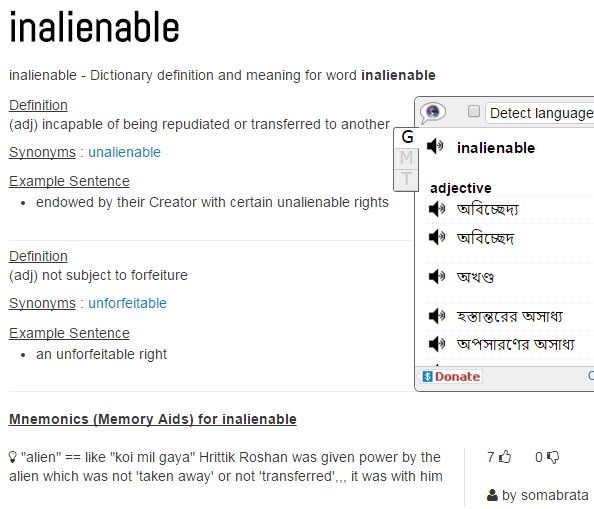 inalienable
inalienable - Dictionary definition and meaning for word inalienable
Definition
(adj) incapable of being repudiated or transferred to another
Synonyms : unalienable
Example Sentence
endowed by their Creator with certain unalienable rights
Definition
(adj) not subject to forfeiture
Synonyms : unforfeitable
Example Sentence
an unforfeitable right
Detect language
G
M
T
inalienable
adjective
অবিচ্ছেদ্য
অবিচ্ছেদ
অখণ্ড
হস্তান্তরের অসাধ্য
অপসারণের অসাধ্য
$ Donate
Mnemonics (Memory Aids) for inalienable
"alien" == like "koi mil gaya" Hrittik Roshan was given power by the
alien which was not 'taken away' or not 'transferred',,, it was with him
7 0
by somabrata